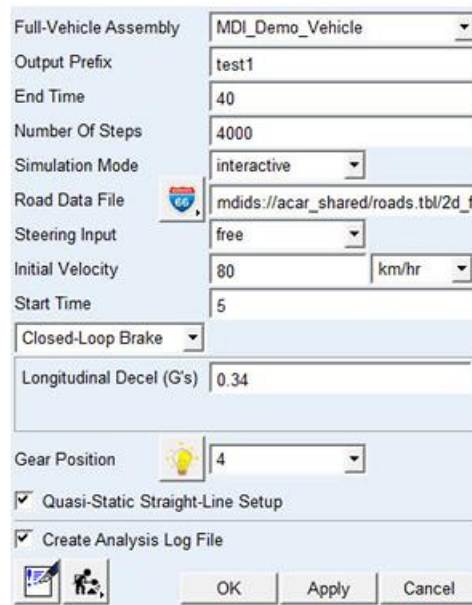 Full-Vehicle Assembly MDI_Demo_Vehicle
Output Prefix test1
End Time 40
Number Of Steps 4000
Simulation Mode interactive
Road Data File 66 mdids://acar_shared/roads.tbl/2d_f
Steering Input free
Initial Velocity 80 km/hr
Start Time 5
Closed-Loop Brake
Longitudinal Decel (G's) 0.34
Gear Position 4
Quasi-Static Straight-Line Setup
Create Analysis Log File
OK Apply Cancel